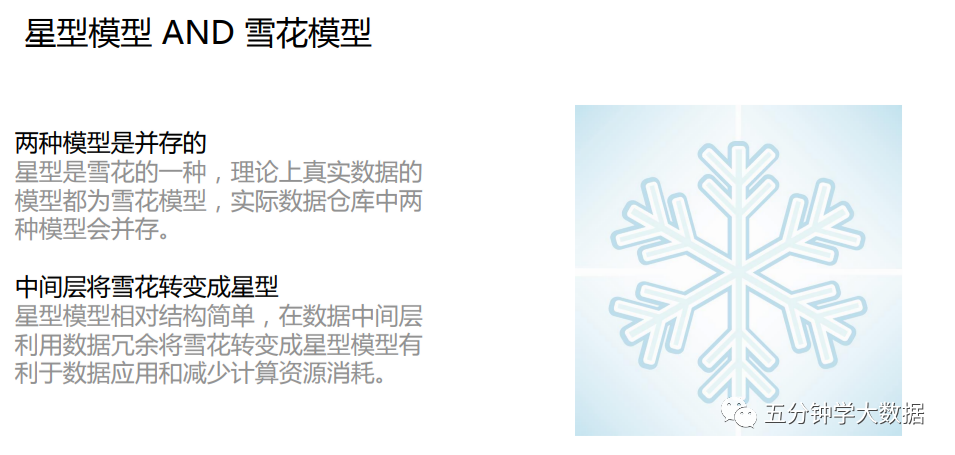 星型模型 AND 雪花模型
两种模型是并存的
星型是雪花的一种，理论上真实数据的
模型都为雪花模型，实际数据仓库中两
种模型会并存。
中间层将雪花转变成星型
星型模型相对结构简单，在数据中间层
利用数据冗余将雪花转变成星型模型有
利于数据应用和减少计算资源消耗。
五分钟学大数据